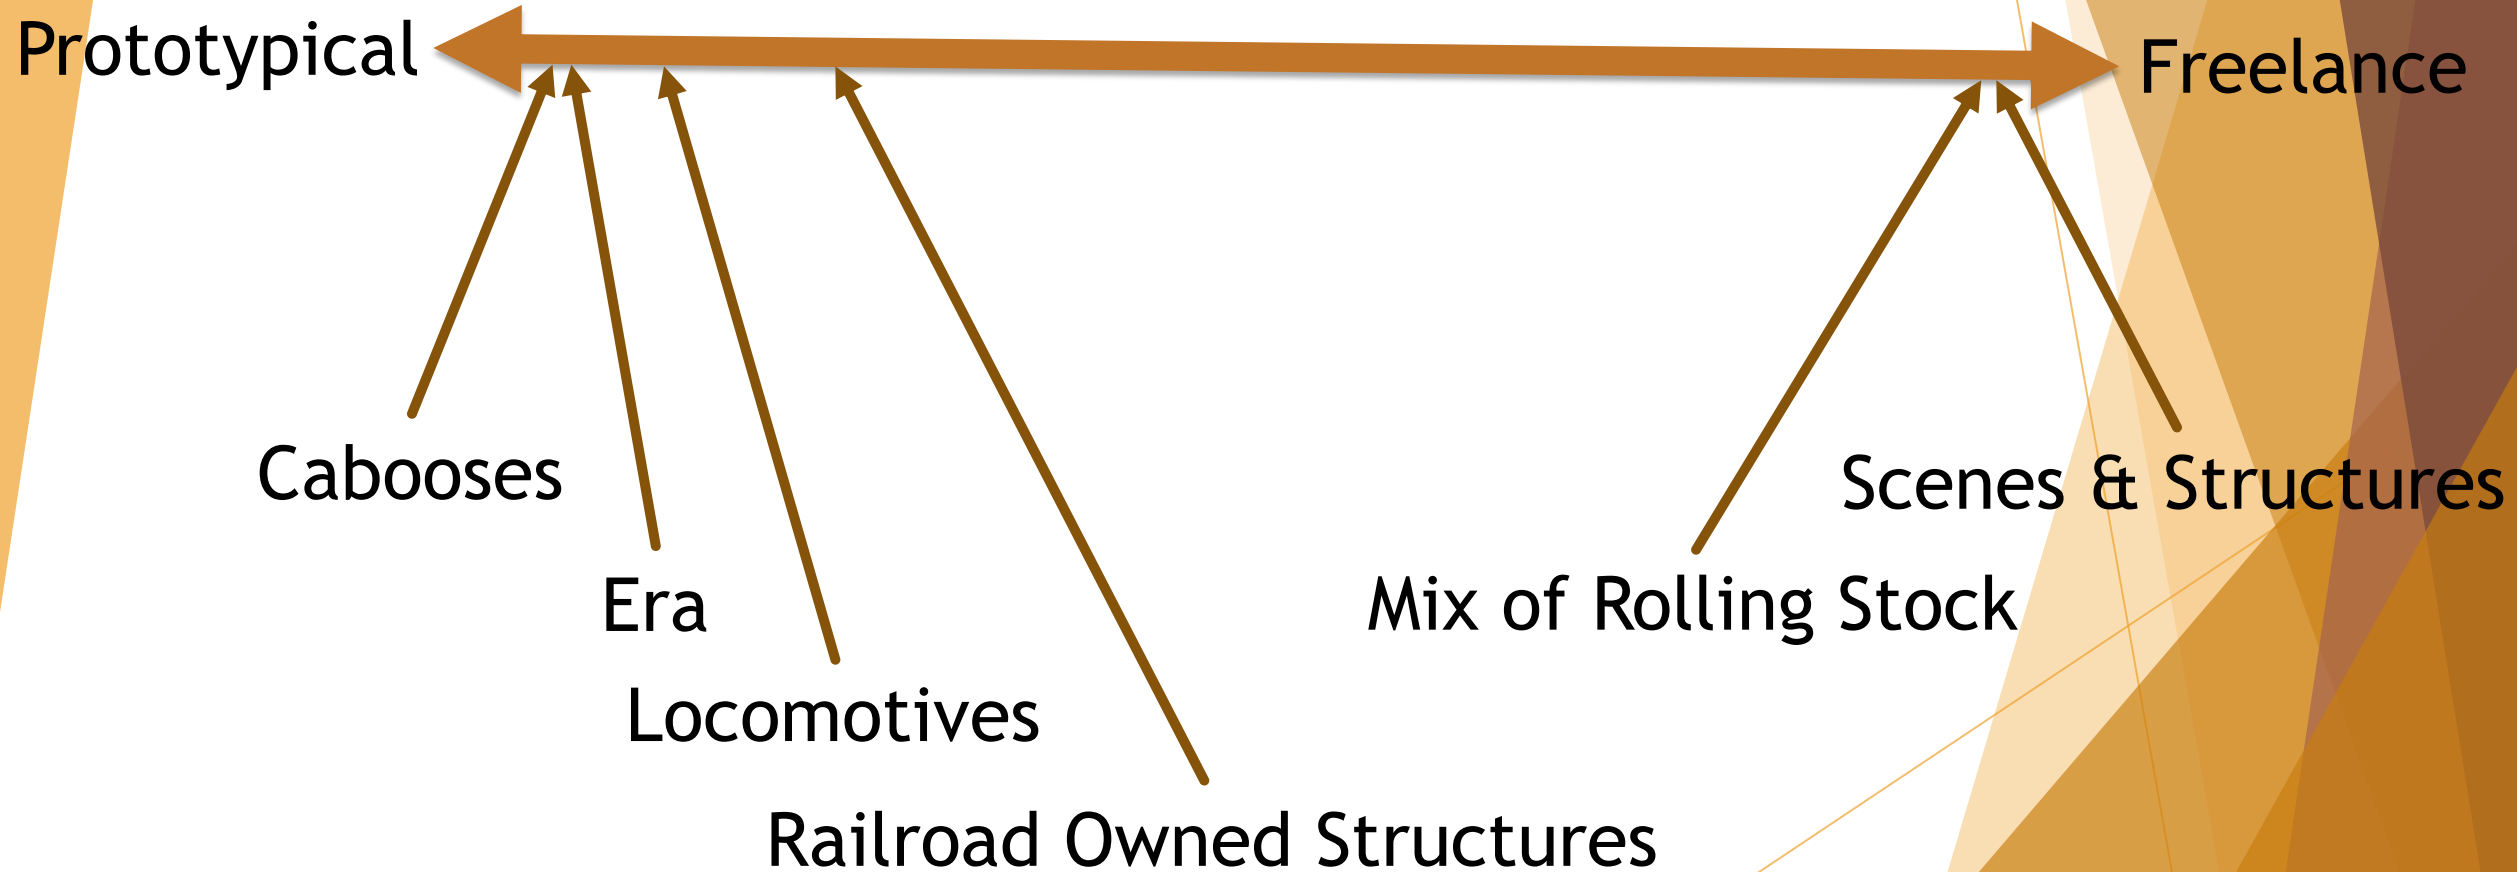 Prototypical
Freelance
Cabooses
Scenes & Structures
Era
Mix of Rolling Stock
Locomotives
Railroad Owned Structures